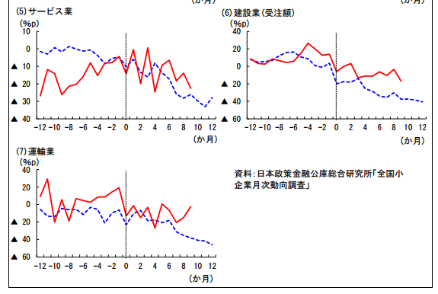 (か月)
(か月)
(5)サービス業
(%p)
10
0
▲ 10
▲ 20
▲ 30
40
−12 −10 −8 −6 −4 −2 0 2 4 6 8 10 12
(か月)
(6)建設業(受注額)
(%p)
40
20
0
▲ 20
▲ 40
▲ 60
−12 −10 −8 −6 −4 −2 0 2 4 6 8 10 12
(か月)
(7)運輸業
(%p)
40
20
0
▲ 20
▲ 40
▲ 60
−12 −10 −8 −6 −4 −2 0 2 4 6 8 10 12
(か月)
資料:日本政策金融公庫総合研究所「全国小
企業月次動向調査」